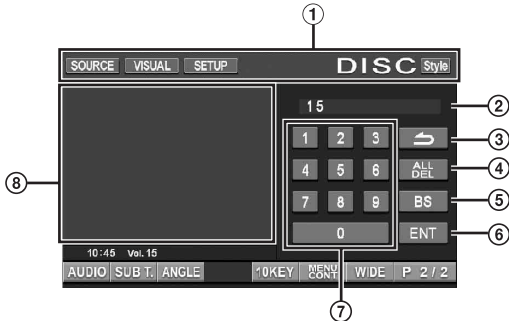 ①
SOURCE VISUAL SETUP DISC Style
15 ②
1 2 3 ③
4 5 6 ALL DEL ④
7 8 9 BS ⑤
0 ENT ⑥
⑧
10:45 Vol. 15
AUDIO SUB T. ANGLE 10KEY MENU CONT WIDE P 2/2
⑦